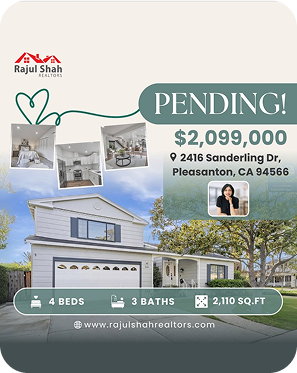 Rajul Shah
REALTORS
PENDING!
$2,099,000
2416 Sanderling Dr,
Pleasanton, CA 94566
4 BEDS
3 BATHS
2,110 SQ.FT
www.rajulshahrealtors.com